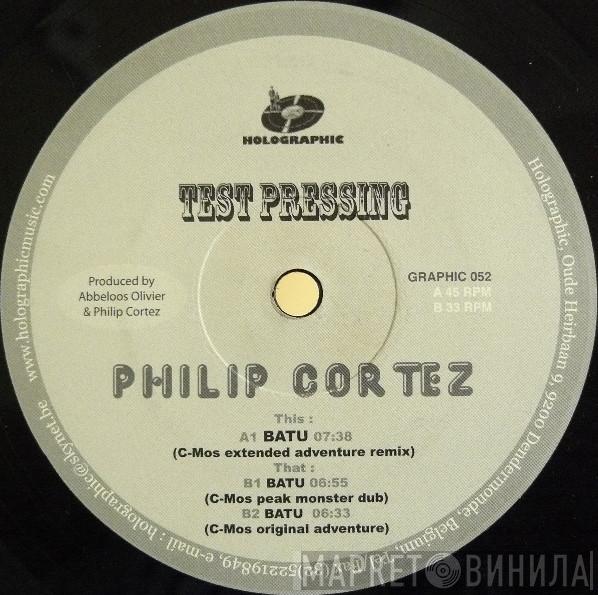 HOLOGRAPHIC
TEST PRESSING
Produced by
Abbeloos Olivier
& Philip Cortez
GRAPHIC 052
A 45 RPM
B 33 RPM
PHILIP CORTEZ
This :
A1 BATU 07:38
(C-Mos extended adventure remix)
That :
B1 BATU 06:55
(C-Mos peak monster dub)
B2 BATU 06:33
(C-Mos original adventure)
Holographic, Oude Heirbaan 9, 9200 Dendermonde, Belgium,
)52219849, e-mail : holographic@skynet.be
www.holographicmusic.com
МАРКЕТ ВИНИЛА